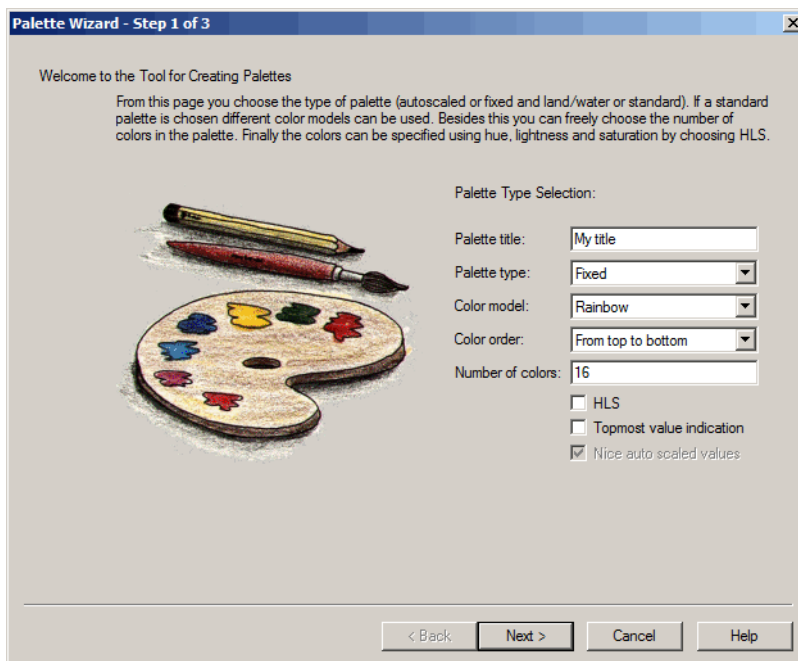 Palette Wizard - Step 1 of 3
Welcome to the Tool for Creating Palettes
From this page you choose the type of palette (autoscaled or fixed and land/water or standard). If a standard
palette is chosen different color models can be used. Besides this you can freely choose the number of
colors in the palette. Finally the colors can be specified using hue, lightness and saturation by choosing HLS.
Palette Type Selection:
Palette title: My title
Palette type: Fixed
Color model: Rainbow
Color order: From top to bottom
Number of colors: 16
HLS
Topmost value indication
Nice auto scaled values
< Back Next > Cancel Help